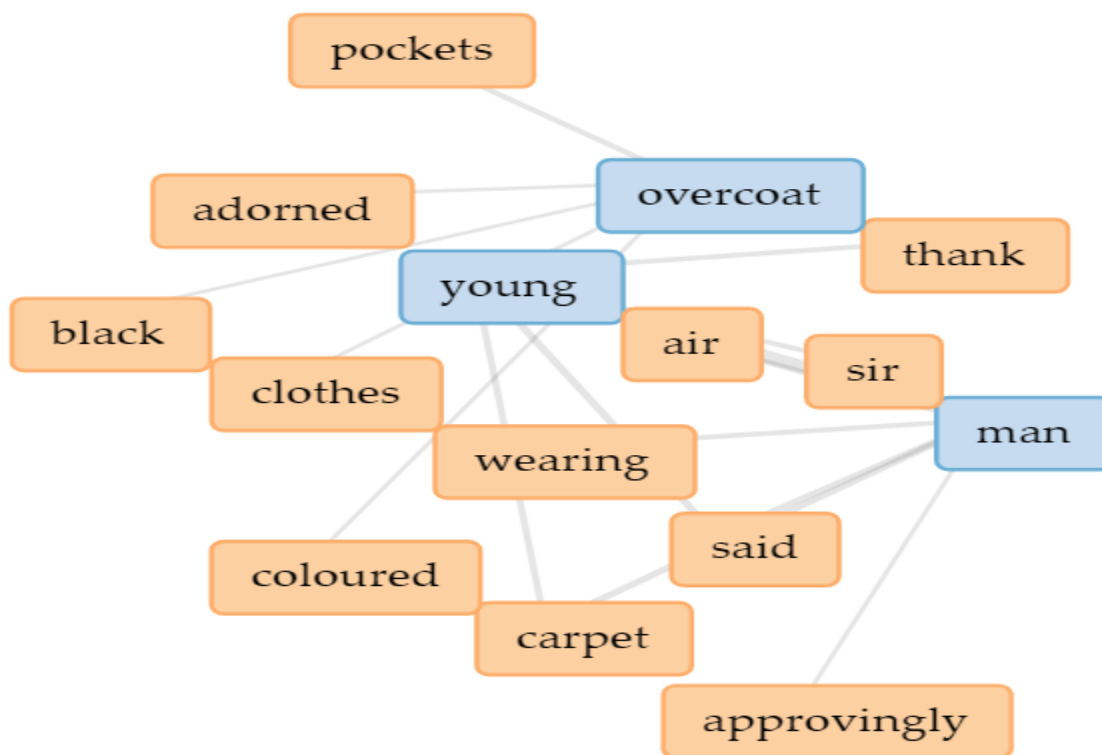 pockets
overcoat
adorned
thank
young
black
air
sir
clothes
man
wearing
said
coloured
carpet
approvingly